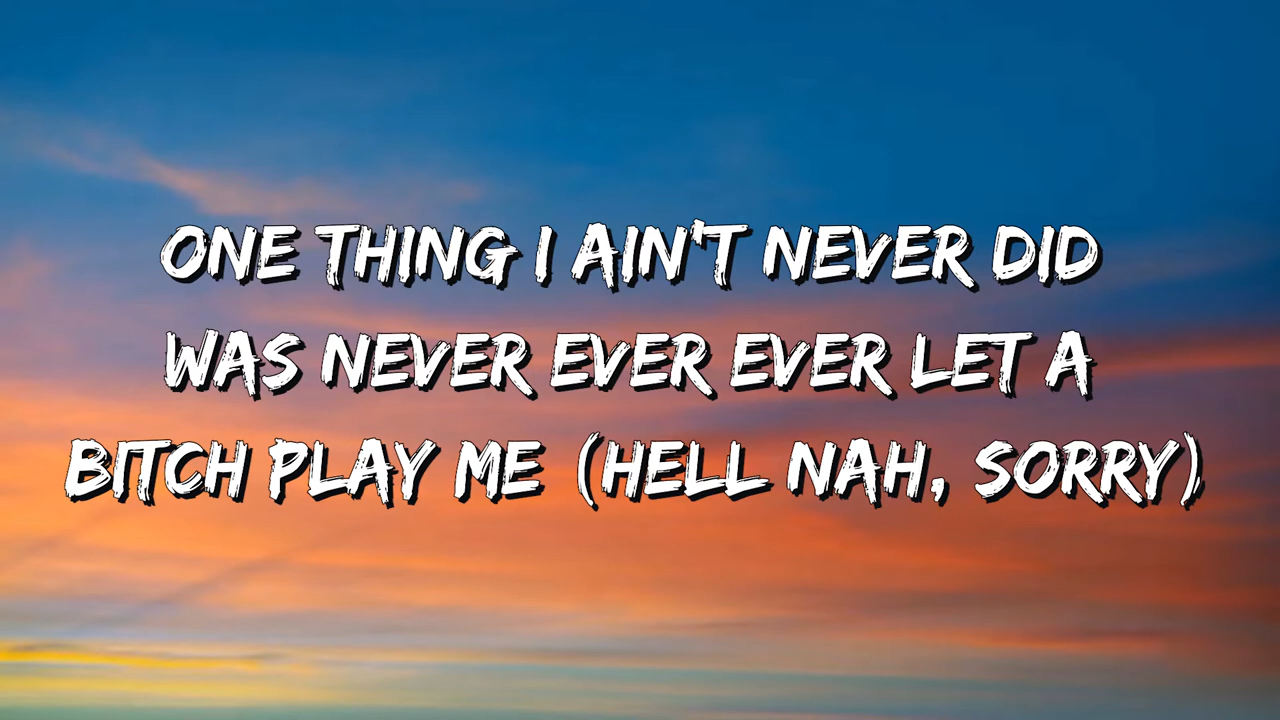 ONE THING I AIN'T NEVER DID
WAS NEVER EVER EVER LET A
BITCH PLAY ME (HELL NAH, SORRY)